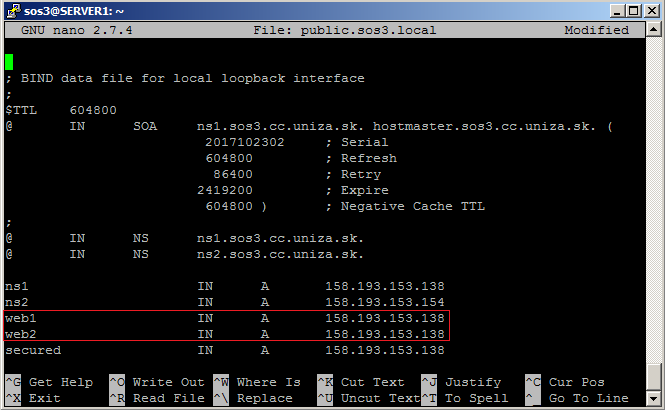 sos3@SERVER1: ~
GNU nano 2.7.4 File: public.sos3.local Modified
; BIND data file for local loopback interface
;
$TTL 604800
@ IN SOA ns1.sos3.cc.uniza.sk. hostmaster.sos3.cc.uniza.sk. (
2017102302 ; Serial
604800 ; Refresh
86400 ; Retry
2419200 ; Expire
604800 ) ; Negative Cache TTL
;
@ IN NS ns1.sos3.cc.uniza.sk.
@ IN NS ns2.sos3.cc.uniza.sk.
ns1 IN A 158.193.153.138
ns2 IN A 158.193.153.154
web1 IN A 158.193.153.138
web2 IN A 158.193.153.138
secured IN A 158.193.153.138
^G Get Help ^O Write Out ^W Where Is ^K Cut Text ^J Justify ^C Cur Pos
^X Exit ^R Read File ^\ Replace ^U Uncut Text ^T To Spell ^_ Go To Line